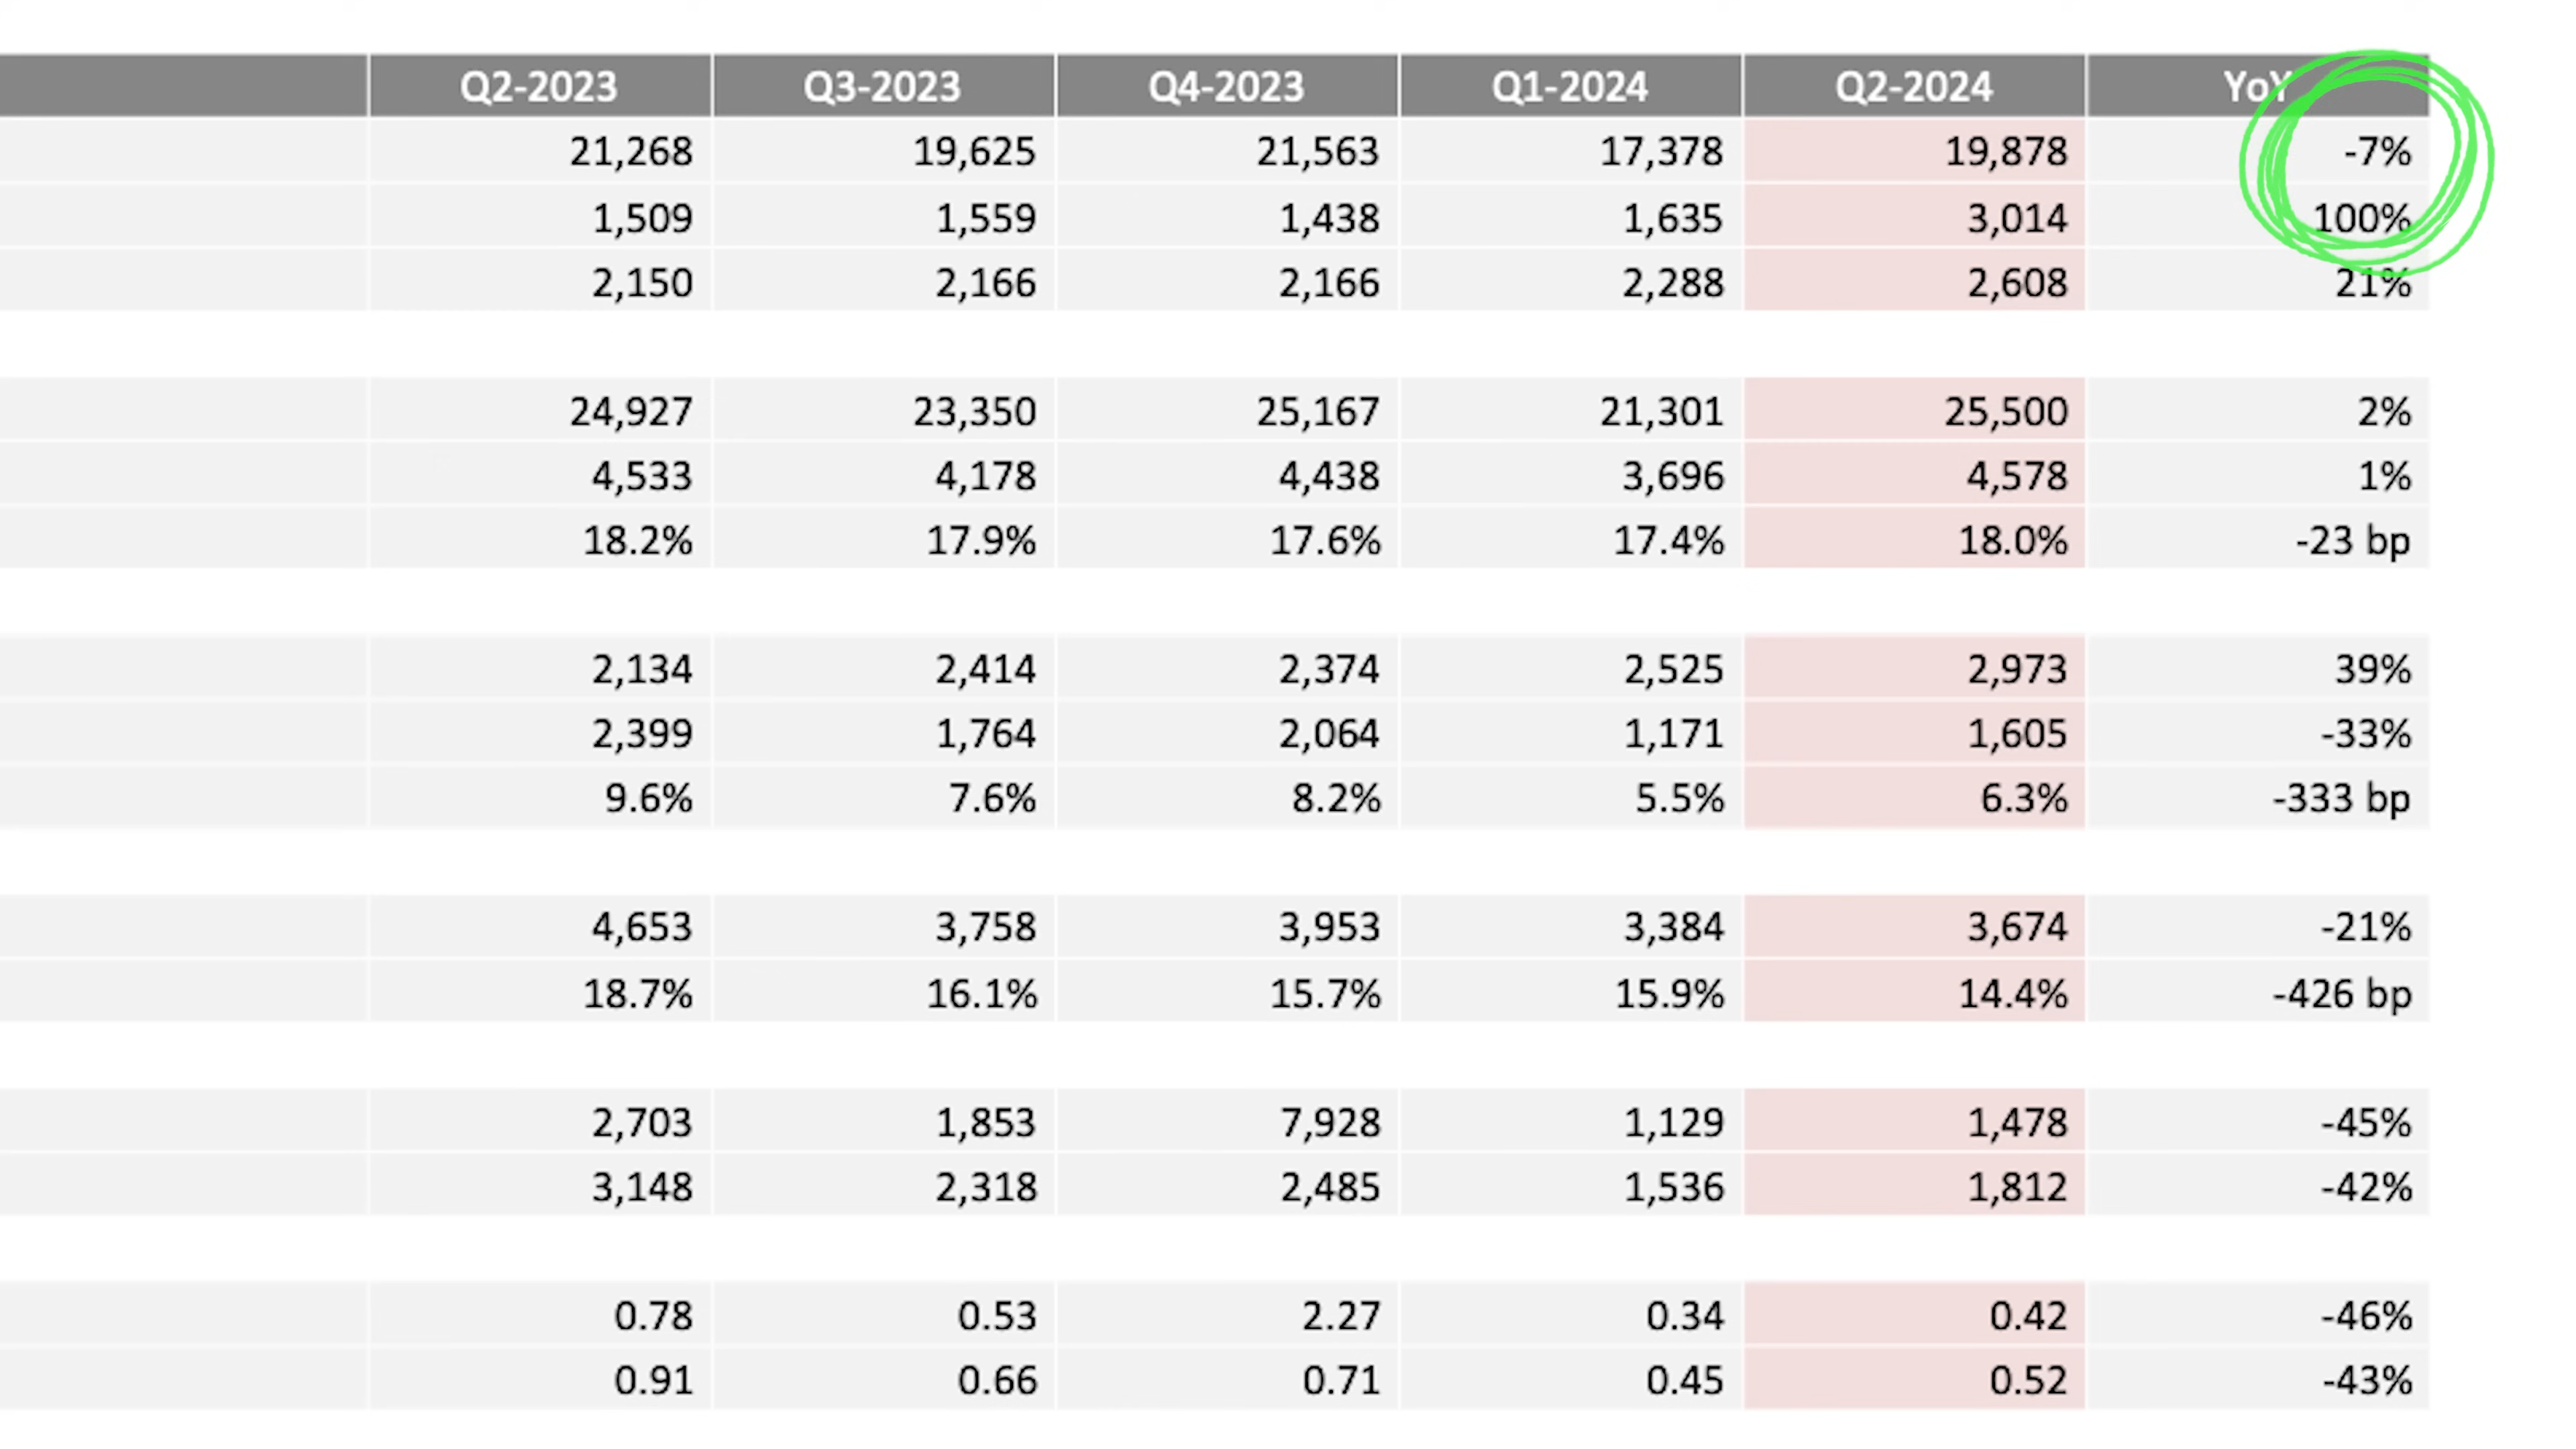 Q2-2023 Q3-2023 Q4-2023 Q1-2024 Q2-2024 YoY
21,268 19,625 21,563 17,378 19,878 -7%
1,509 1,559 1,438 1,635 3,014 100%
2,150 2,166 2,166 2,288 2,608 21%
24,927 23,350 25,167 21,301 25,500 2%
4,533 4,178 4,438 3,696 4,578 1%
18.2% 17.9% 17.6% 17.4% 18.0% -23 bp
2,134 2,414 2,374 2,525 2,973 39%
2,399 1,764 2,064 1,171 1,605 -33%
9.6% 7.6% 8.2% 5.5% 6.3% -333 bp
4,653 3,758 3,953 3,384 3,674 -21%
18.7% 16.1% 15.7% 15.9% 14.4% -426 bp
2,703 1,853 7,928 1,129 1,478 -45%
3,148 2,318 2,485 1,536 1,812 -42%
0.78 0.53 2.27 0.34 0.42 -46%
0.91 0.66 0.71 0.45 0.52 -43%